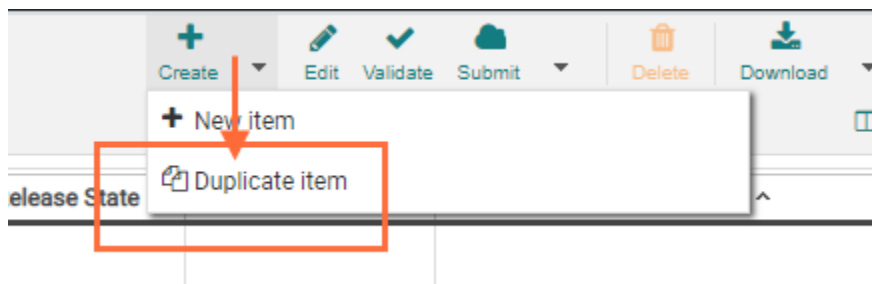 Create Edit Validate Submit Delete Download
New item
Duplicate item
elease State